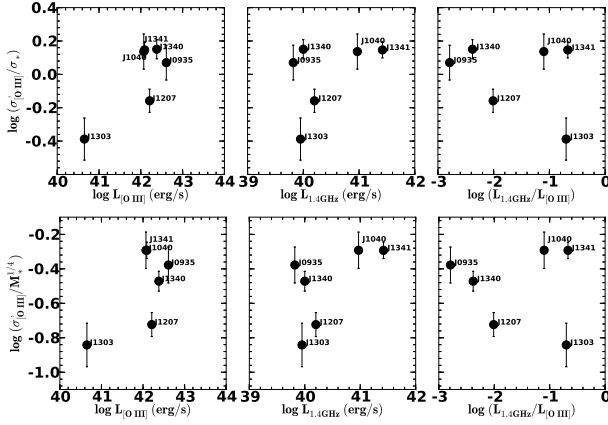 0.4
0.2
0.0
-0.2
-0.4
log (σ'[O III]/σ*)
J1341
J1340
J1040
J0935
J1207
J1303
40 41 42 43 44
log L[O III] (erg/s)
J1340
J0935
J1040
J1341
J1207
J1303
39 40 41 42
log L1.4GHz (erg/s)
J1340
J0935
J1040
J1341
J1207
J1303
-3 -2 -1 0
log (L1.4GHz/L[O III])
-0.2
-0.4
-0.6
-0.8
-1.0
log (σ'[O III]/M*^1/4)
J1341
J1040
J0935
J1340
J1207
J1303
40 41 42 43 44
log L[O III] (erg/s)
J1040
J1341
J0935
J1340
J1207
J1303
39 40 41 42
log L1.4GHz (erg/s)
J1040
J1341
J0935
J1340
J1207
J1303
-3 -2 -1 0
log (L1.4GHz/L[O III])